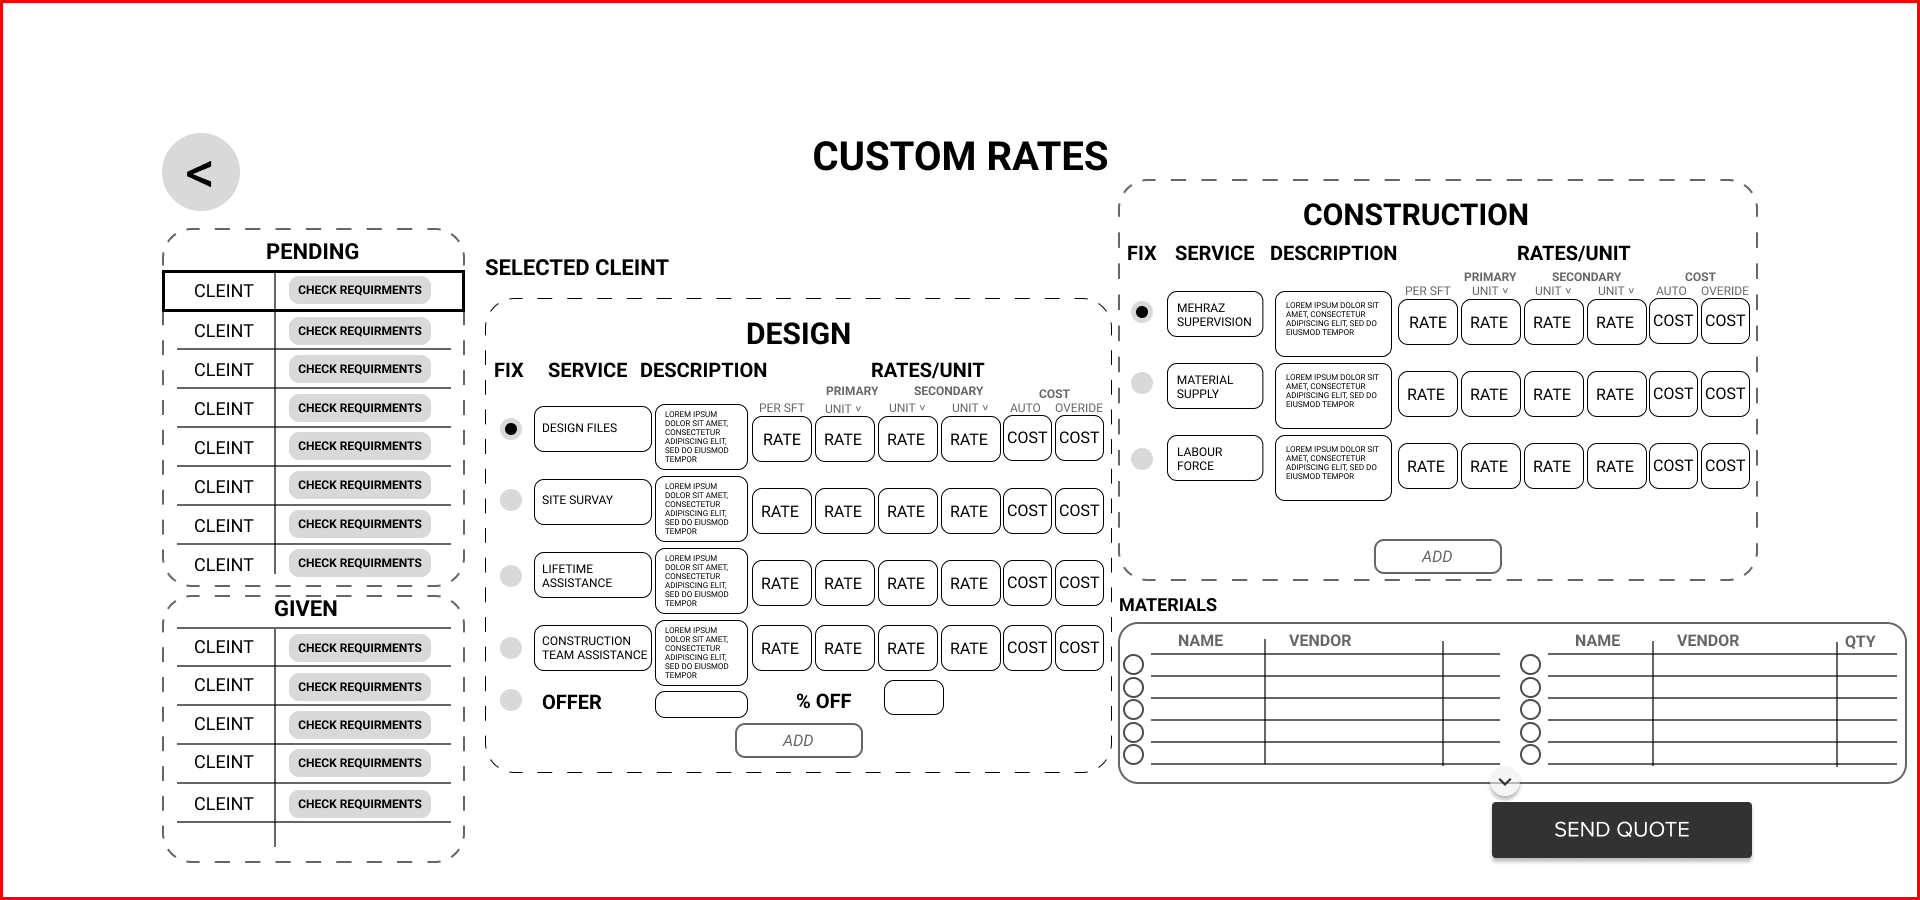 <
CUSTOM RATES
PENDING
CLEINT CHECK REQUIRMENTS
CLEINT CHECK REQUIRMENTS
CLEINT CHECK REQUIRMENTS
CLEINT CHECK REQUIRMENTS
CLEINT CHECK REQUIRMENTS
CLEINT CHECK REQUIRMENTS
CLEINT CHECK REQUIRMENTS
CLEINT CHECK REQUIRMENTS
GIVEN
CLEINT CHECK REQUIRMENTS
CLEINT CHECK REQUIRMENTS
CLEINT CHECK REQUIRMENTS
CLEINT CHECK REQUIRMENTS
CLEINT CHECK REQUIRMENTS
SELECTED CLEINT
DESIGN
FIX SERVICE DESCRIPTION RATES/UNIT
PRIMARY SECONDARY COST
PER SFT UNIT ˅ UNIT ˅ UNIT ˅ AUTO OVERIDE
DESIGN FILES
LOREM IPSUM
DOLOR SIT AMET,
CONSECTETUR
ADIPISCING ELIT,
SED DO EIUSMOD
TEMPOR
RATE RATE RATE RATE COST COST
SITE SURVAY
LOREM IPSUM
DOLOR SIT AMET,
CONSECTETUR
ADIPISCING ELIT,
SED DO EIUSMOD
TEMPOR
RATE RATE RATE RATE COST COST
LIFETIME
ASSISTANCE
LOREM IPSUM
DOLOR SIT AMET,
CONSECTETUR
ADIPISCING ELIT,
SED DO EIUSMOD
TEMPOR
RATE RATE RATE RATE COST COST
CONSTRUCTION
TEAM ASSISTANCE
LOREM IPSUM
DOLOR SIT AMET,
CONSECTETUR
ADIPISCING ELIT,
SED DO EIUSMOD
TEMPOR
RATE RATE RATE RATE COST COST
OFFER % OFF
ADD
CONSTRUCTION
FIX SERVICE DESCRIPTION RATES/UNIT
PRIMARY SECONDARY COST
PER SFT UNIT ˅ UNIT ˅ UNIT ˅ AUTO OVERIDE
MEHRAZ
SUPERVISION
LOREM IPSUM DOLOR SIT
AMET, CONSECTETUR
ADIPISCING ELIT, SED DO
EIUSMOD TEMPOR
RATE RATE RATE RATE COST COST
MATERIAL
SUPPLY
LOREM IPSUM DOLOR SIT
AMET, CONSECTETUR
ADIPISCING ELIT, SED DO
EIUSMOD TEMPOR
RATE RATE RATE RATE COST COST
LABOUR
FORCE
LOREM IPSUM DOLOR SIT
AMET, CONSECTETUR
ADIPISCING ELIT, SED DO
EIUSMOD TEMPOR
RATE RATE RATE RATE COST COST
ADD
MATERIALS
NAME VENDOR NAME VENDOR QTY
SEND QUOTE